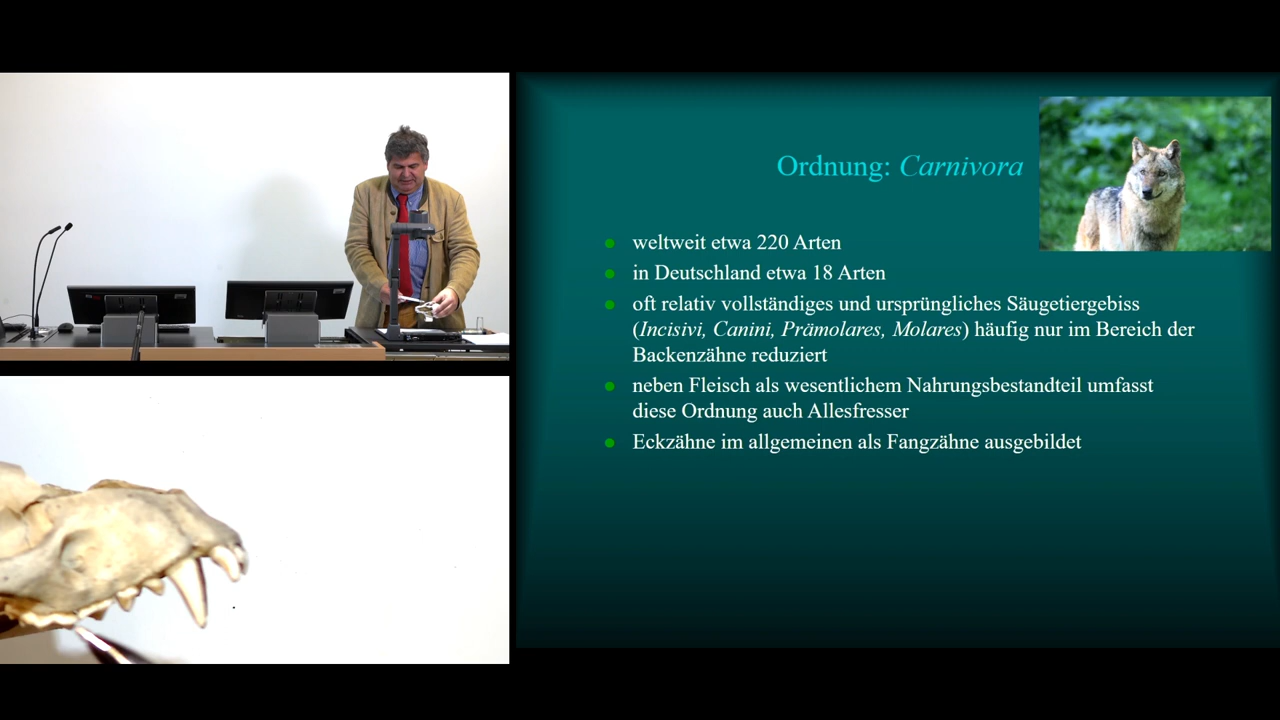 Ordnung: Carnivora
weltweit etwa 220 Arten
in Deutschland etwa 18 Arten
oft relativ vollständiges und ursprüngliches Säugetiergebiss
(Incisivi, Canini, Prämolares, Molares) häufig nur im Bereich der
Backenzähne reduziert
neben Fleisch als wesentlichem Nahrungsbestandteil umfasst
diese Ordnung auch Allesfresser
Eckzähne im allgemeinen als Fangzähne ausgebildet